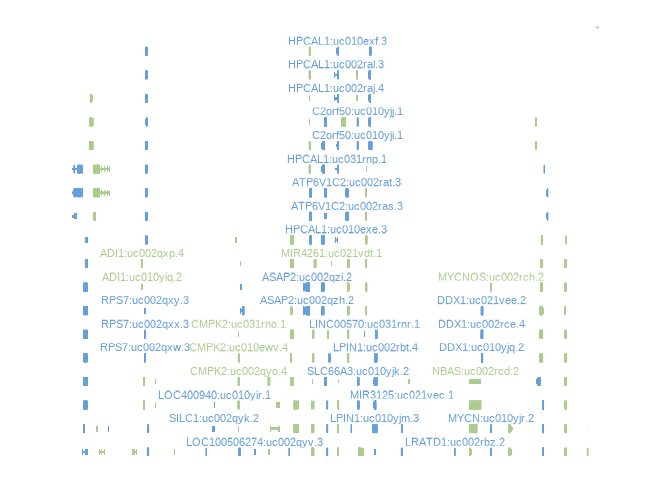 HPCAL1:uc010exf.3
HPCAL1:uc002ral.3
HPCAL1:uc002raj.4
C2orf50:uc010yjj.1
C2orf50:uc010yji.1
HPCAL1:uc031rnp.1
ATP6V1C2:uc002rat.3
ATP6V1C2:uc002ras.3
HPCAL1:uc010exe.3
ADI1:uc002qxp.4 MIR4261:uc021vdt.1
ADI1:uc010yiq.2 ASAP2:uc002qzi.2 MYCNOS:uc002rch.2
RPS7:uc002qxy.3 ASAP2:uc002qzh.2 DDX1:uc021vee.2
RPS7:uc002qxx.3 CMPK2:uc031rno.1 LINC00570:uc031rnr.1 DDX1:uc002rce.4
RPS7:uc002qxw.3 CMPK2:uc010ewv.4 LPIN1:uc002rbt.4 DDX1:uc010yjq.2
CMPK2:uc002qyo.4 SLC66A3:uc010yjk.2 NBAS:uc002rcd.2
LOC400940:uc010yir.1 MIR3125:uc021vec.1
SILC1:uc002qyk.2 LPIN1:uc010yjm.3 MYCN:uc010yjr.2
LOC100506274:uc002qyv.3 LRATD1:uc002rbz.2